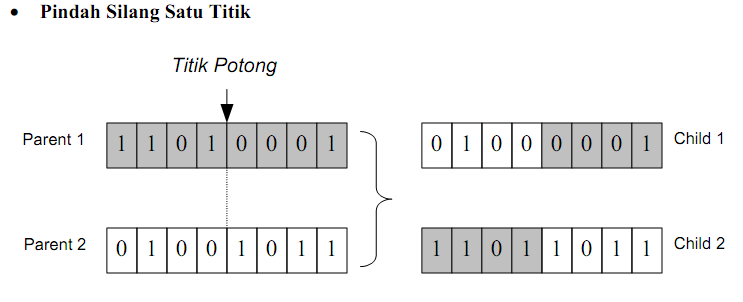 • Pindah Silang Satu Titik
Titik Potong
Parent 1 1 1 0 1 0 0 0 1 0 1 0 0 0 0 0 1 Child 1
Parent 2 0 1 0 0 1 0 1 1 1 1 0 1 1 0 1 1 Child 2